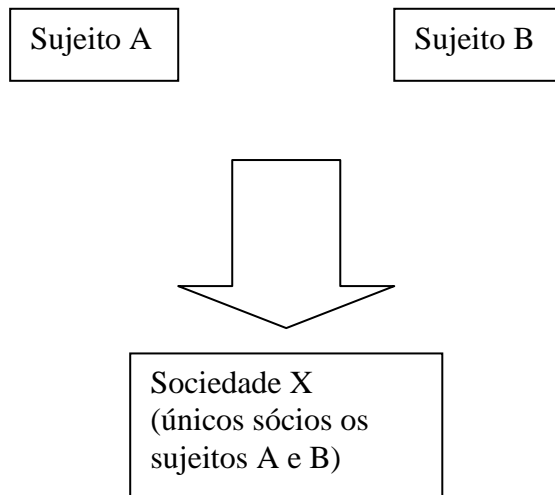 Sujeito A
Sujeito B
Sociedade X
(únicos sócios os
sujeitos A e B)